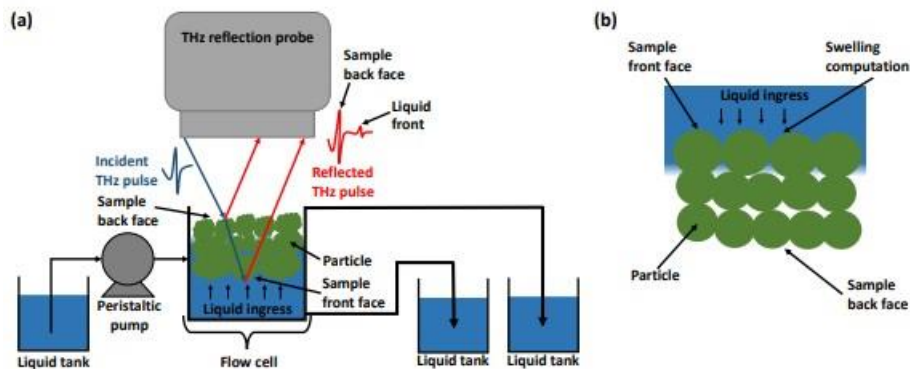 (a)
THz reflection probe
Sample
back face
Liquid
front
Incident
THz pulse
Reflected
THz pulse
Sample
back face
Particle
Sample
front face
Peristaltic
pump
Liquid ingress
Liquid tank
Flow cell
Liquid tank
Liquid tank
(b)
Sample
front face
Swelling
computation
Liquid ingress
Particle
Sample
back face